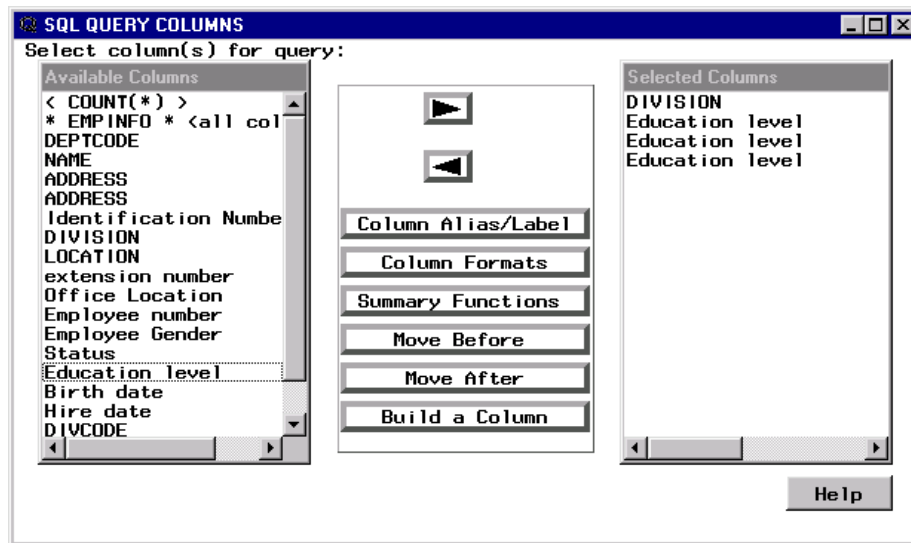 SQL QUERY COLUMNS
Select column(s) for query:
Available Columns
< COUNT(*) >
* EMPINFO * <all col
DEPTCODE
NAME
ADDRESS
ADDRESS
Identification Numbe
DIVISION
LOCATION
extension number
Office Location
Employee number
Employee Gender
Status
Education level
Birth date
Hire date
DIVCODE
Column Alias/Label
Column Formats
Summary Functions
Move Before
Move After
Build a Column
Selected Columns
DIVISION
Education level
Education level
Education level
Help